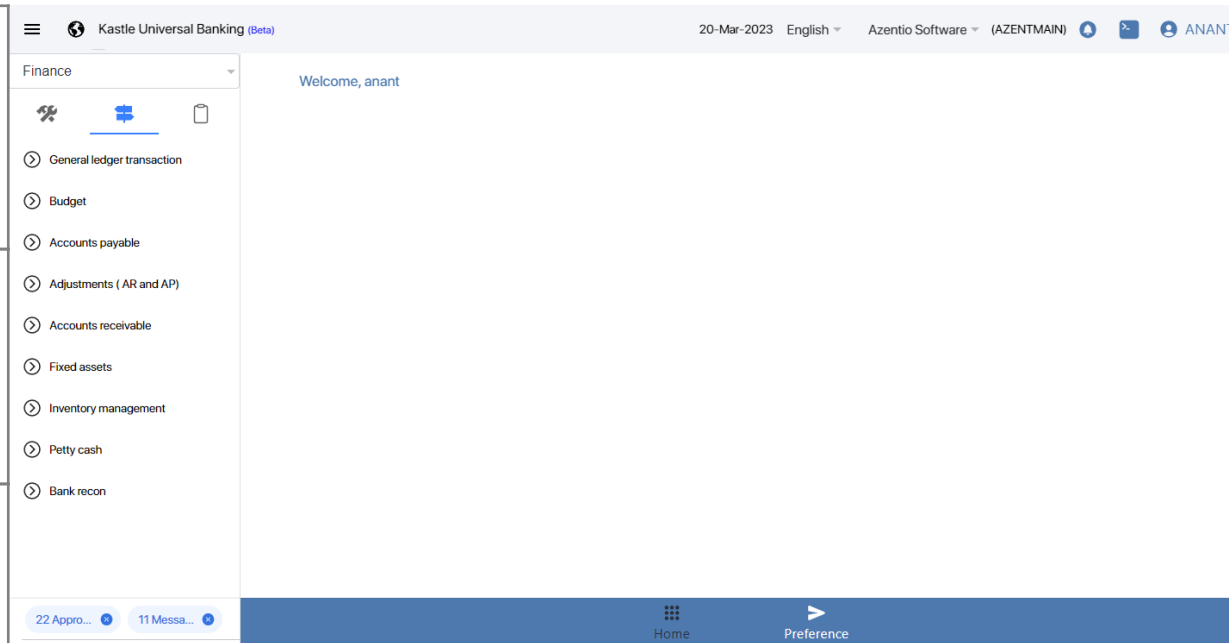 Kastle Universal Banking (Beta)
20-Mar-2023 English Azentio Software (AZENTMAIN) ANANT
Finance
Welcome, anant
General ledger transaction
Budget
Accounts payable
Adjustments ( AR and AP)
Accounts receivable
Fixed assets
Inventory management
Petty cash
Bank recon
22 Appro... 11 Messa...
Home Preference